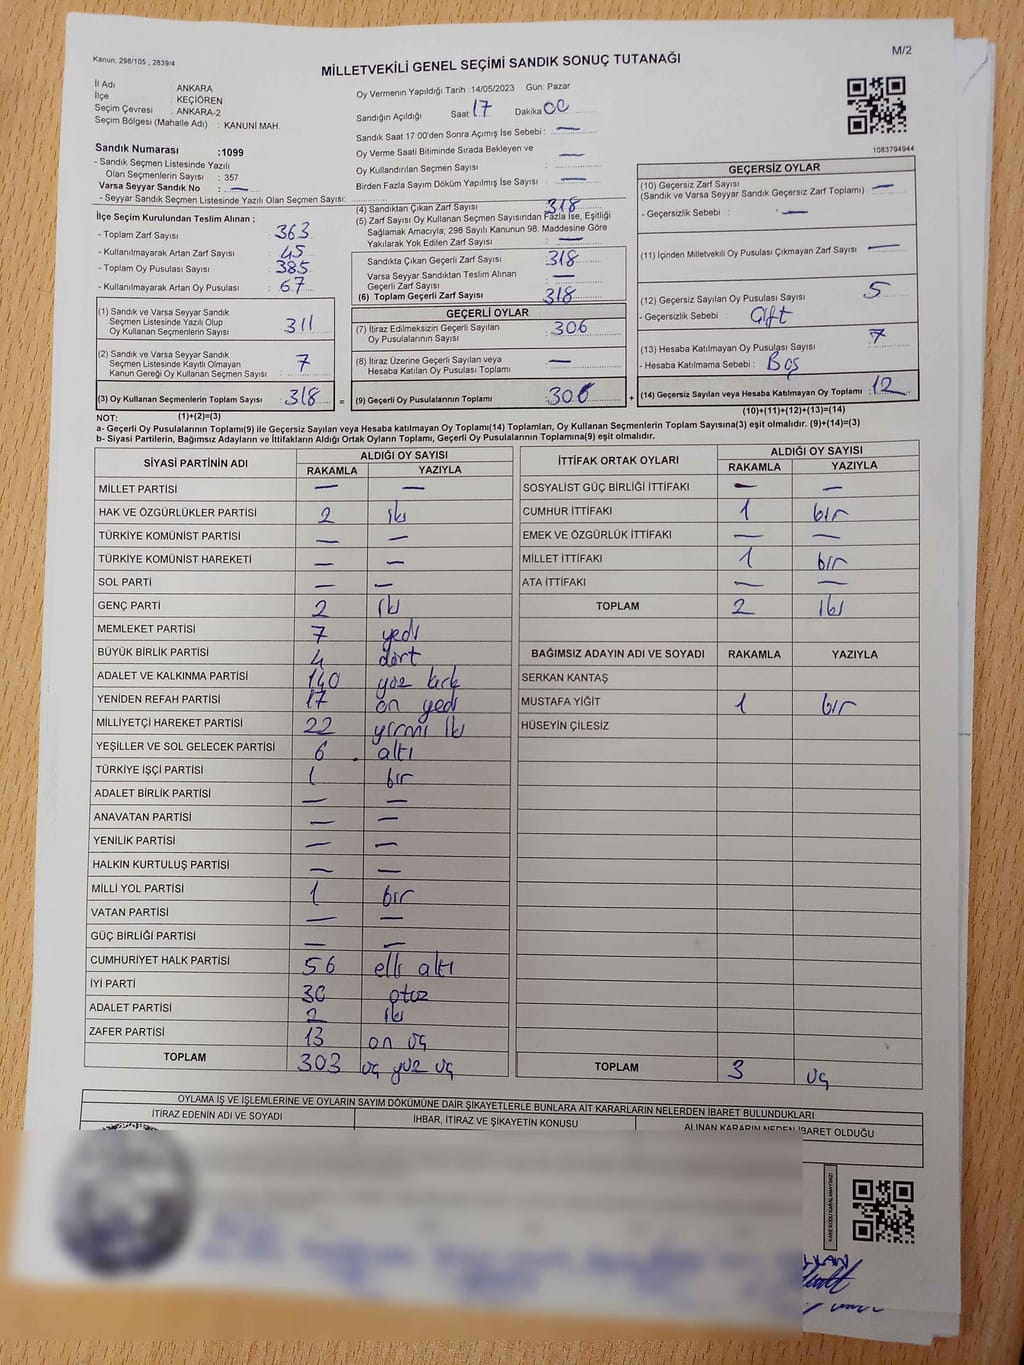 Kanun, 298/105 , 2839/4
M/2
MİLLETVEKİLİ GENEL SEÇİMİ SANDIK SONUÇ TUTANAĞI
İl Adı : ANKARA
İlçe : KEÇİÖREN
Seçim Çevresi : ANKARA-2
Seçim Bölgesi (Mahalle Adı) : KANUNİ MAH.
Sandık Numarası :1099
- Sandık Seçmen Listesinde Yazılı
Olan Seçmenlerin Sayısı : 357
Varsa Seyyar Sandık No : —
- Seyyar Sandık Seçmen Listesinde Yazılı Olan Seçmen Sayısı:
Oy Vermenin Yapıldığı Tarih :14/05/2023 Gün: Pazar
Sandığın Açıldığı Saat 17 Dakika 00
Sandık Saat 17:00'den Sonra Açımış İse Sebebi : —
Oy Verme Saati Bitiminde Sırada Bekleyen ve
Oy Kullandırılan Seçmen Sayısı : —
Birden Fazla Sayım Döküm Yapılmış İse Sayısı : —
1083794944
İlçe Seçim Kurulundan Teslim Alınan ;
- Toplam Zarf Sayısı : 363
- Kullanılmayarak Artan Zarf Sayısı : 45
- Toplam Oy Pusulası Sayısı : 385
- Kullanılmayarak Artan Oy Pusulası : 67
(1) Sandık ve Varsa Seyyar Sandık
Seçmen Listesinde Yazılı Olup
Oy Kullanan Seçmenlerin Sayısı : 311
(2) Sandık ve Varsa Seyyar Sandık
Seçmen Listesinde Kayıtlı Olmayan
Kanun Gereği Oy Kullanan Seçmen Sayısı : 7
(3) Oy Kullanan Seçmenlerin Toplam Sayısı : 318 =
(1)+(2)=(3)
(4) Sandıktan Çıkan Zarf Sayısı : 318
(5) Zarf Sayısı Oy Kullanan Seçmen Sayısından Fazla İse, Eşitliği
Sağlamak Amacıyla; 298 Sayılı Kanunun 98. Maddesine Göre
Yakılarak Yok Edilen Zarf Sayısı : —
Sandıkta Çıkan Geçerli Zarf Sayısı : 318
Varsa Seyyar Sandıktan Teslim Alınan
Geçerli Zarf Sayısı : —
(6) Toplam Geçerli Zarf Sayısı : 318
GEÇERLİ OYLAR
(7) İtiraz Edilmeksizin Geçerli Sayılan
Oy Pusulalarının Sayısı : 306
(8) İtiraz Üzerine Geçerli Sayılan veya
Hesaba Katılan Oy Pusulası Toplamı : —
(9) Geçerli Oy Pusulalarının Toplamı : 306 +
GEÇERSİZ OYLAR
(10) Geçersiz Zarf Sayısı : —
(Sandık ve Varsa Seyyar Sandık Geçersiz Zarf Toplamı)
- Geçersizlik Sebebi : —
(11) İçinden Milletvekili Oy Pusulası Çıkmayan Zarf Sayısı : —
(12) Geçersiz Sayılan Oy Pusulası Sayısı : 5
- Geçersizlik Sebebi : Çift
(13) Hesaba Katılmayan Oy Pusulası Sayısı : 7
- Hesaba Katılmama Sebebi : Boş
(14) Geçersiz Sayılan veya Hesaba Katılmayan Oy Toplamı : 12
(10)+(11)+(12)+(13)=(14)
NOT:
a- Geçerli Oy Pusulalarının Toplamı(9) ile Geçersiz Sayılan veya Hesaba katılmayan Oy Toplamı(14) Toplamları, Oy Kullanan Seçmenlerin Toplam Sayısına(3) eşit olmalıdır. (9)+(14)=(3)
b- Siyasi Partilerin, Bağımsız Adayların ve İttifakların Aldığı Ortak Oyların Toplamı, Geçerli Oy Pusulalarının Toplamına(9) eşit olmalıdır.
SİYASİ PARTİNİN ADI ALDIĞI OY SAYISI
RAKAMLA YAZIYLA
MİLLET PARTİSİ — —
HAK VE ÖZGÜRLÜKLER PARTİSİ 2 iki
TÜRKİYE KOMÜNİST PARTİSİ — —
TÜRKİYE KOMÜNİST HAREKETİ — —
SOL PARTİ — —
GENÇ PARTİ 2 iki
MEMLEKET PARTİSİ 7 yedi
BÜYÜK BİRLİK PARTİSİ 4 dört
ADALET VE KALKINMA PARTİSİ 140 yüz kırk
YENİDEN REFAH PARTİSİ 17 on yedi
MİLLİYETÇİ HAREKET PARTİSİ 22 yirmi iki
YEŞİLLER VE SOL GELECEK PARTİSİ 6 altı
TÜRKİYE İŞÇİ PARTİSİ 1 bir
ADALET BİRLİK PARTİSİ — —
ANAVATAN PARTİSİ — —
YENİLİK PARTİSİ — —
HALKIN KURTULUŞ PARTİSİ — —
MİLLİ YOL PARTİSİ 1 bır
VATAN PARTİSİ — —
GÜÇ BİRLİĞİ PARTİSİ — —
CUMHURİYET HALK PARTİSİ 56 elli altı
İYİ PARTİ 30 otuz
ADALET PARTİSİ 2 iki
ZAFER PARTİSİ 13 on üç
TOPLAM 303 üç yüz üç
İTTİFAK ORTAK OYLARI ALDIĞI OY SAYISI
RAKAMLA YAZIYLA
SOSYALİST GÜÇ BİRLİĞİ İTTİFAKI — —
CUMHUR İTTİFAKI 1 bir
EMEK VE ÖZGÜRLÜK İTTİFAKI — —
MİLLET İTTİFAKI 1 bir
ATA İTTİFAKI — —
TOPLAM 2 iki
BAĞIMSIZ ADAYIN ADI VE SOYADI RAKAMLA YAZIYLA
SERKAN KANTAŞ
MUSTAFA YİĞİT 1 bir
HÜSEYİN ÇİLESİZ
TOPLAM 3 üç
OYLAMA İŞ VE İŞLEMLERİNE VE OYLARIN SAYIM DÖKÜMÜNE DAİR ŞİKAYETLERLE BUNLARA AİT KARARLARIN NELERDEN İBARET BULUNDUKLARI
İTİRAZ EDENİN ADI VE SOYADI İHBAR, İTİRAZ VE ŞİKAYETİN KONUSU ALINAN KARARIN NEDEN İBARET OLDUĞU
KARE KODU KARALAMAYINIZ!